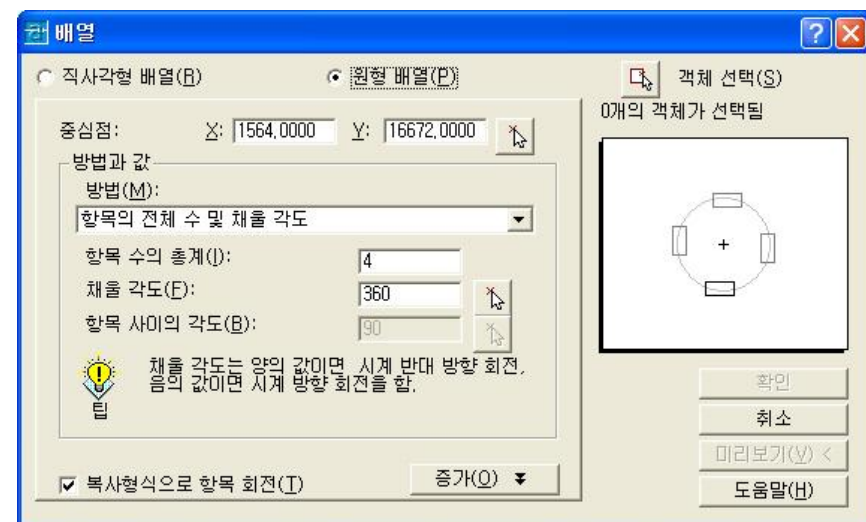 배열
직사각형 배열(R)
원형 배열(P)
객체 선택(S)
0개의 객체가 선택됨
중심점: X: 1564,0000 Y: 16672,0000
방법과 값
방법(M):
항목의 전체 수 및 채울 각도
항목 수의 총계(I): 4
채울 각도(F): 360
항목 사이의 각도(B): 90
채울 각도는 양의 값이면 시계 반대 방향 회전,
음의 값이면 시계 방향 회전을 함.
팁
복사형식으로 항목 회전(T)
증가(O)
확인
취소
미리보기(V) <
도움말(H)